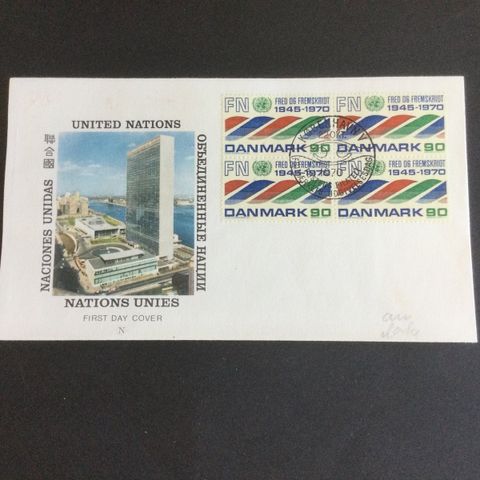 UNITED NATIONS
聯合國
NACIONES UNIDAS
ОБЪЕДИНЕННЫЕ НАЦИИ
NATIONS UNIES
FIRST DAY COVER
N
FN FRED OG FREMSKRIDT
1945-1970
DANMARK 90
FN FRED OG FREMSKRIDT
1945-1970
DANMARK 90
FN FRED OG FREMSKRIDT
1945-1970
DANMARK 90
FN FRED OG FREMSKRIDT
1945-1970
DANMARK 90
KØBENHAVN V
1970